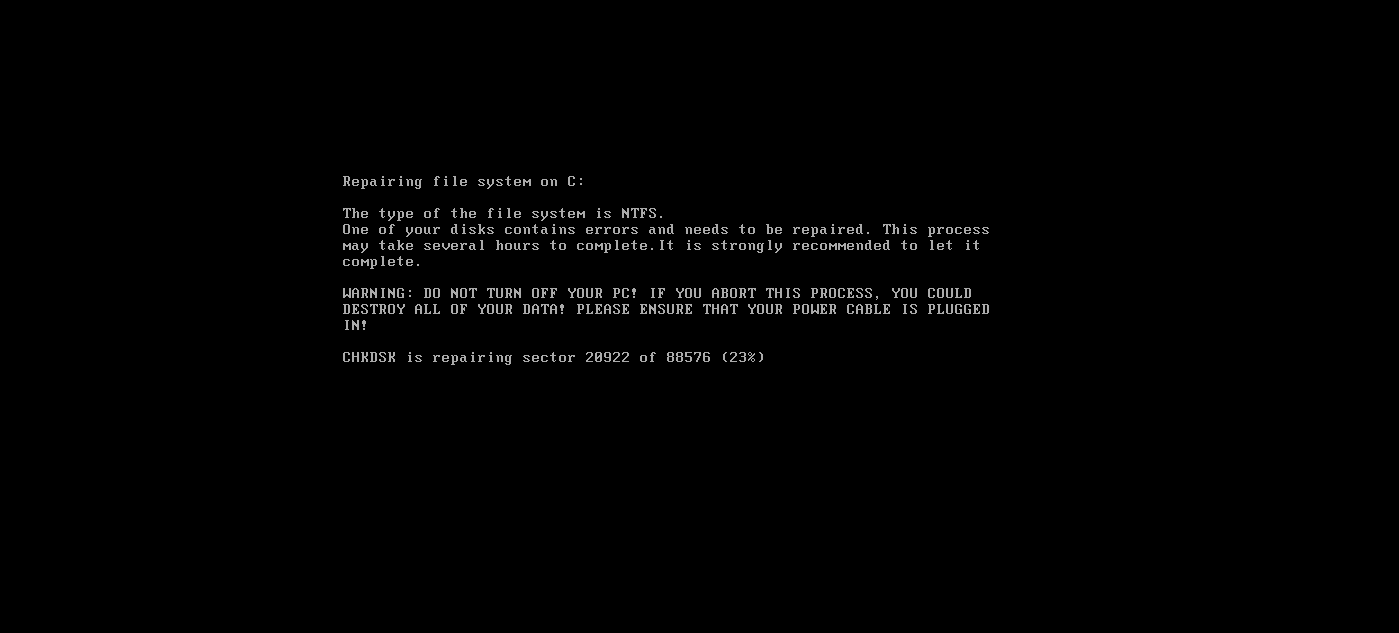 Repairing file system on C:
The type of the file system is NTFS.
One of your disks contains errors and needs to be repaired. This process
may take several hours to complete.It is strongly recommended to let it
complete.
WARNING: DO NOT TURN OFF YOUR PC! IF YOU ABORT THIS PROCESS, YOU COULD
DESTROY ALL OF YOUR DATA! PLEASE ENSURE THAT YOUR POWER CABLE IS PLUGGED
IN!
CHKDSK is repairing sector 20922 of 88576 (23%)